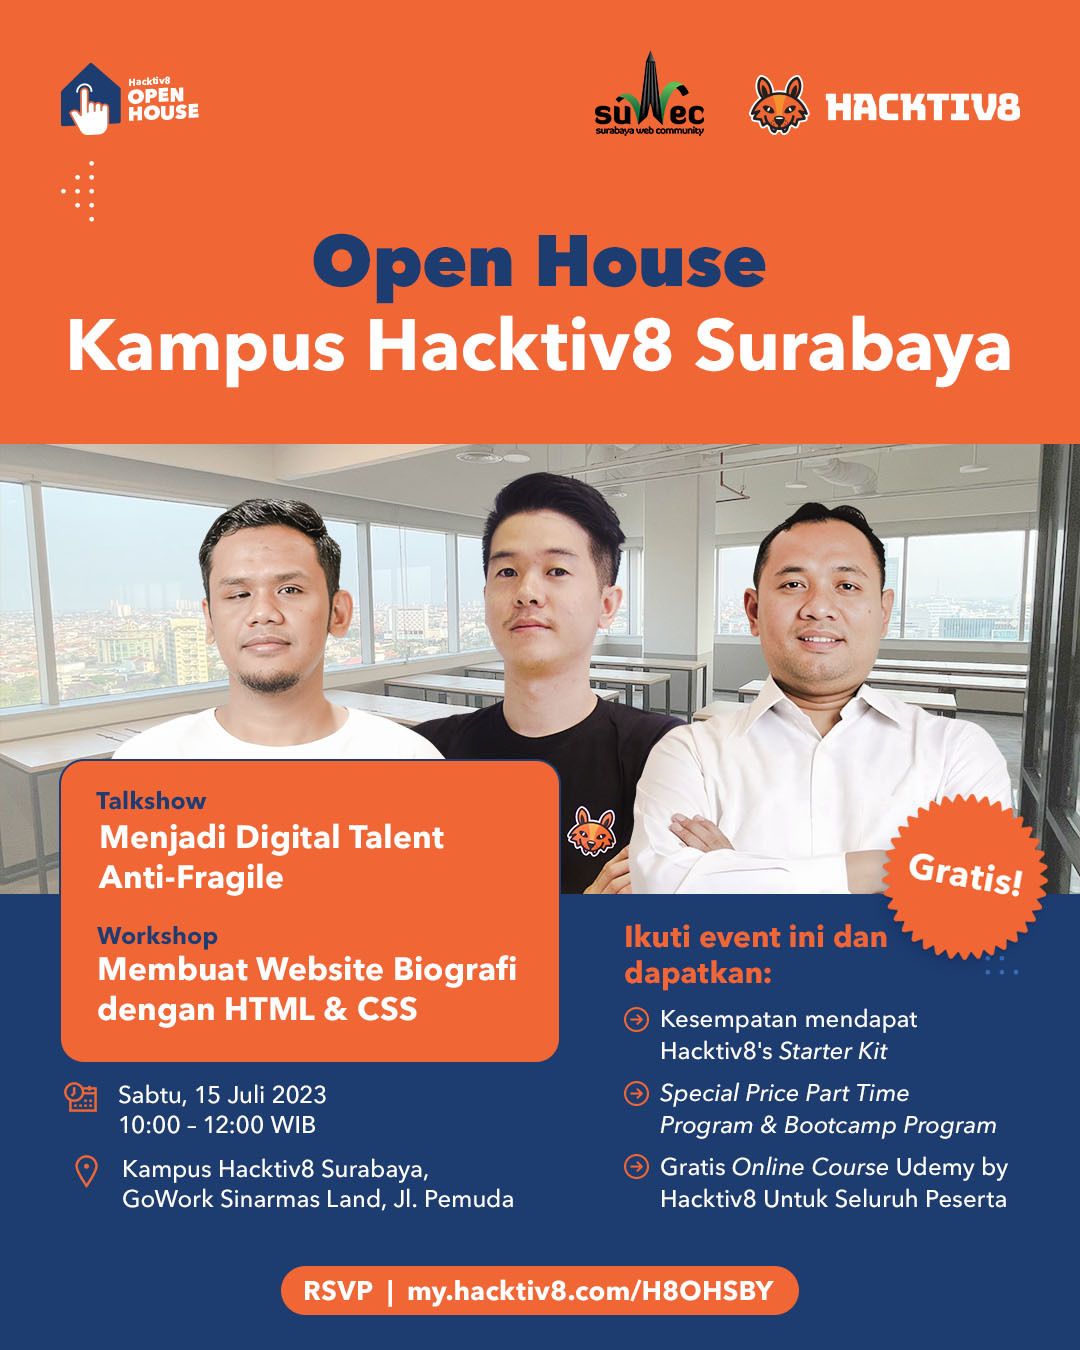 Hacktiv8
OPEN
HOUSE
suWec
surabaya web community
HACKTIV8
Open House
Kampus Hacktiv8 Surabaya
Talkshow
Menjadi Digital Talent
Anti-Fragile
Workshop
Membuat Website Biografi
dengan HTML & CSS
Sabtu, 15 Juli 2023
10:00 – 12:00 WIB
Kampus Hacktiv8 Surabaya,
GoWork Sinarmas Land, Jl. Pemuda
Gratis!
Ikuti event ini dan
dapatkan:
Kesempatan mendapat
Hacktiv8's Starter Kit
Special Price Part Time
Program & Bootcamp Program
Gratis Online Course Udemy by
Hacktiv8 Untuk Seluruh Peserta
RSVP | my.hacktiv8.com/H8OHSBY